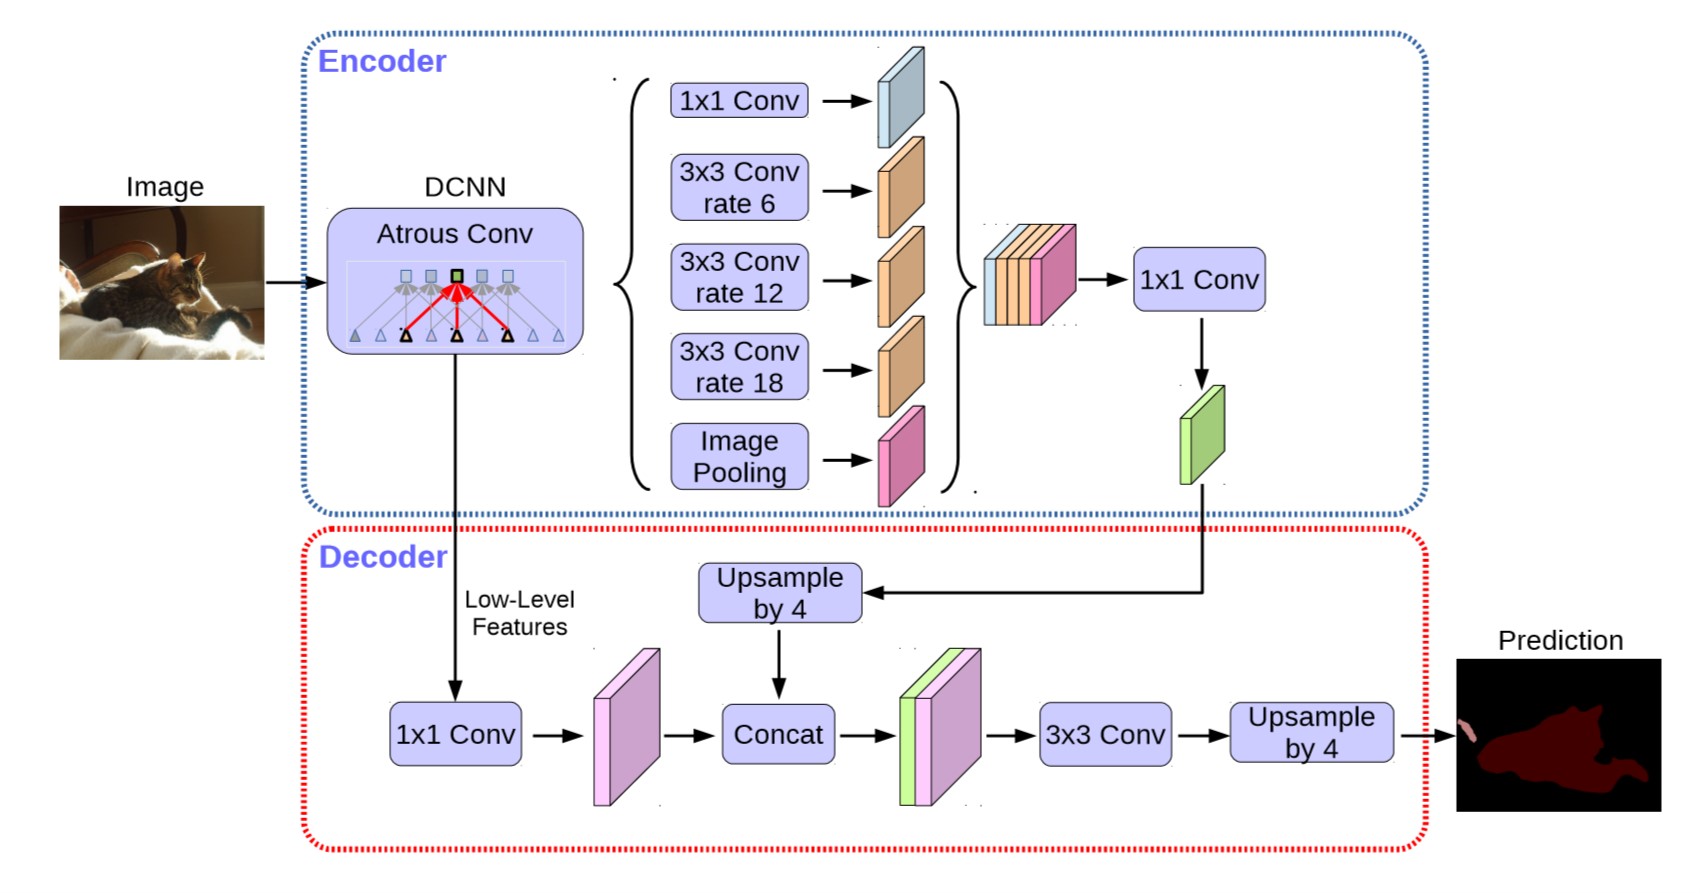 Encoder
Image
DCNN
Atrous Conv
1x1 Conv
3x3 Conv
rate 6
3x3 Conv
rate 12
3x3 Conv
rate 18
Image
Pooling
1x1 Conv
Decoder
Low-Level
Features
Upsample
by 4
1x1 Conv
Concat
3x3 Conv
Upsample
by 4
Prediction